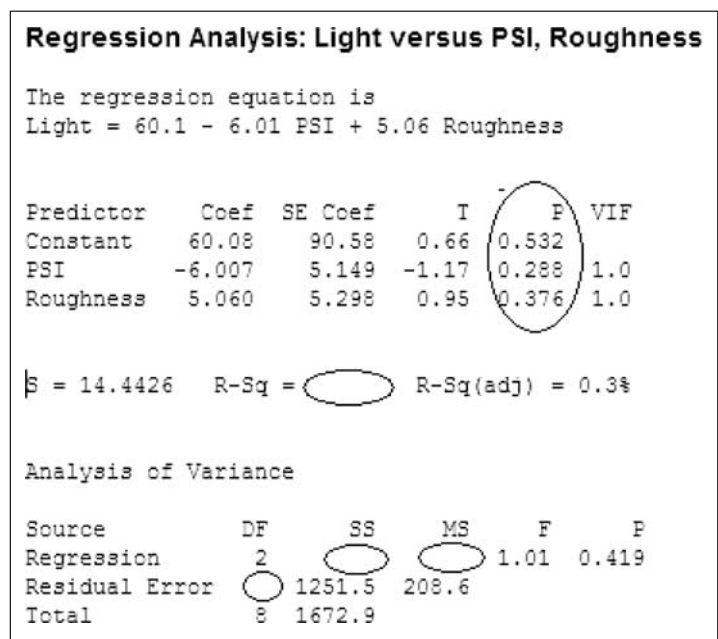 Regression Analysis: Light versus PSI, Roughness
The regression equation is
Light = 60.1 - 6.01 PSI + 5.06 Roughness
Predictor Coef SE Coef T P VIF
Constant 60.08 90.58 0.66 0.532
PSI -6.007 5.149 -1.17 0.288 1.0
Roughness 5.060 5.298 0.95 0.376 1.0
S = 14.4426 R-Sq = R-Sq(adj) = 0.3%
Analysis of Variance
Source DF SS MS F P
Regression 2 1.01 0.419
Residual Error 1251.5 208.6
Total 8 1672.9